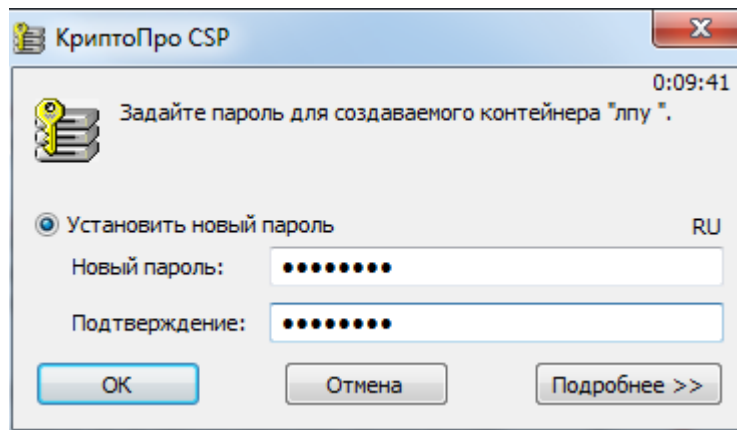 КриптоПро CSP
0:09:41
Задайте пароль для создаваемого контейнера "лпу ".
Установить новый пароль
RU
Новый пароль: ●●●●●●●●
Подтверждение: ●●●●●●●●
ОК
Отмена
Подробнее >>